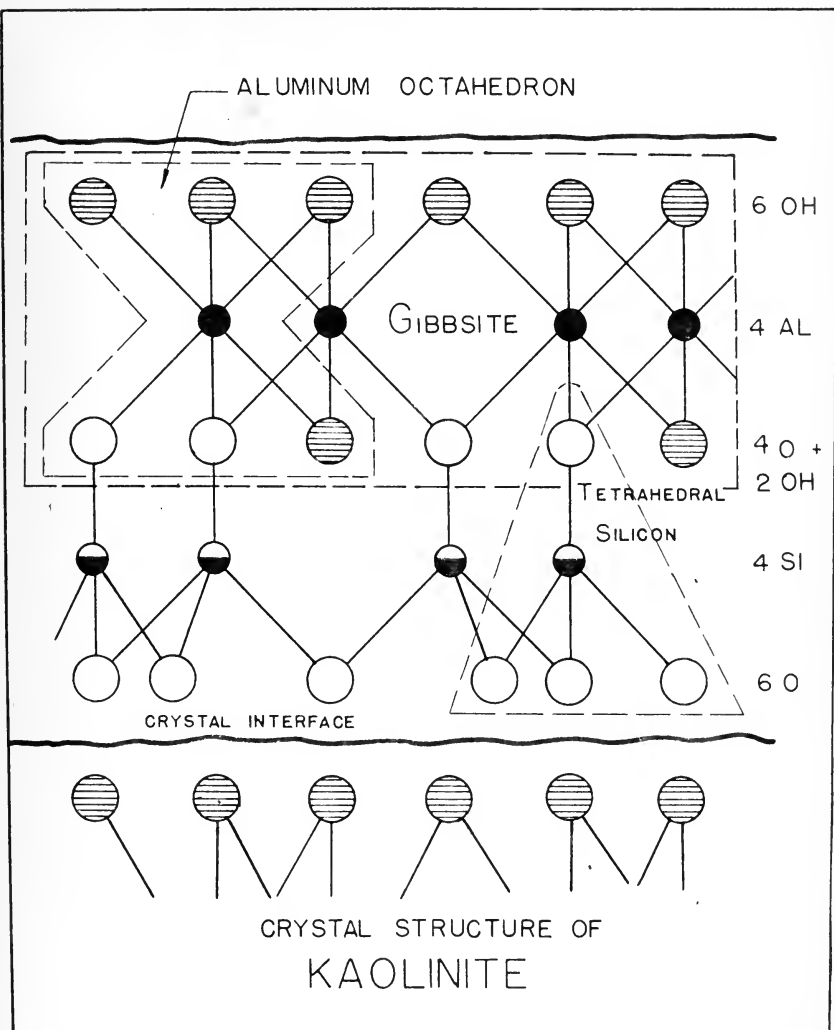 ALUMINUM OCTAHEDRON
6 OH
GIBBSITE
4 AL
4 O +
2 OH
TETRAHEDRAL
SILICON
4 SI
6 O
CRYSTAL INTERFACE
CRYSTAL STRUCTURE OF
KAOLINITE